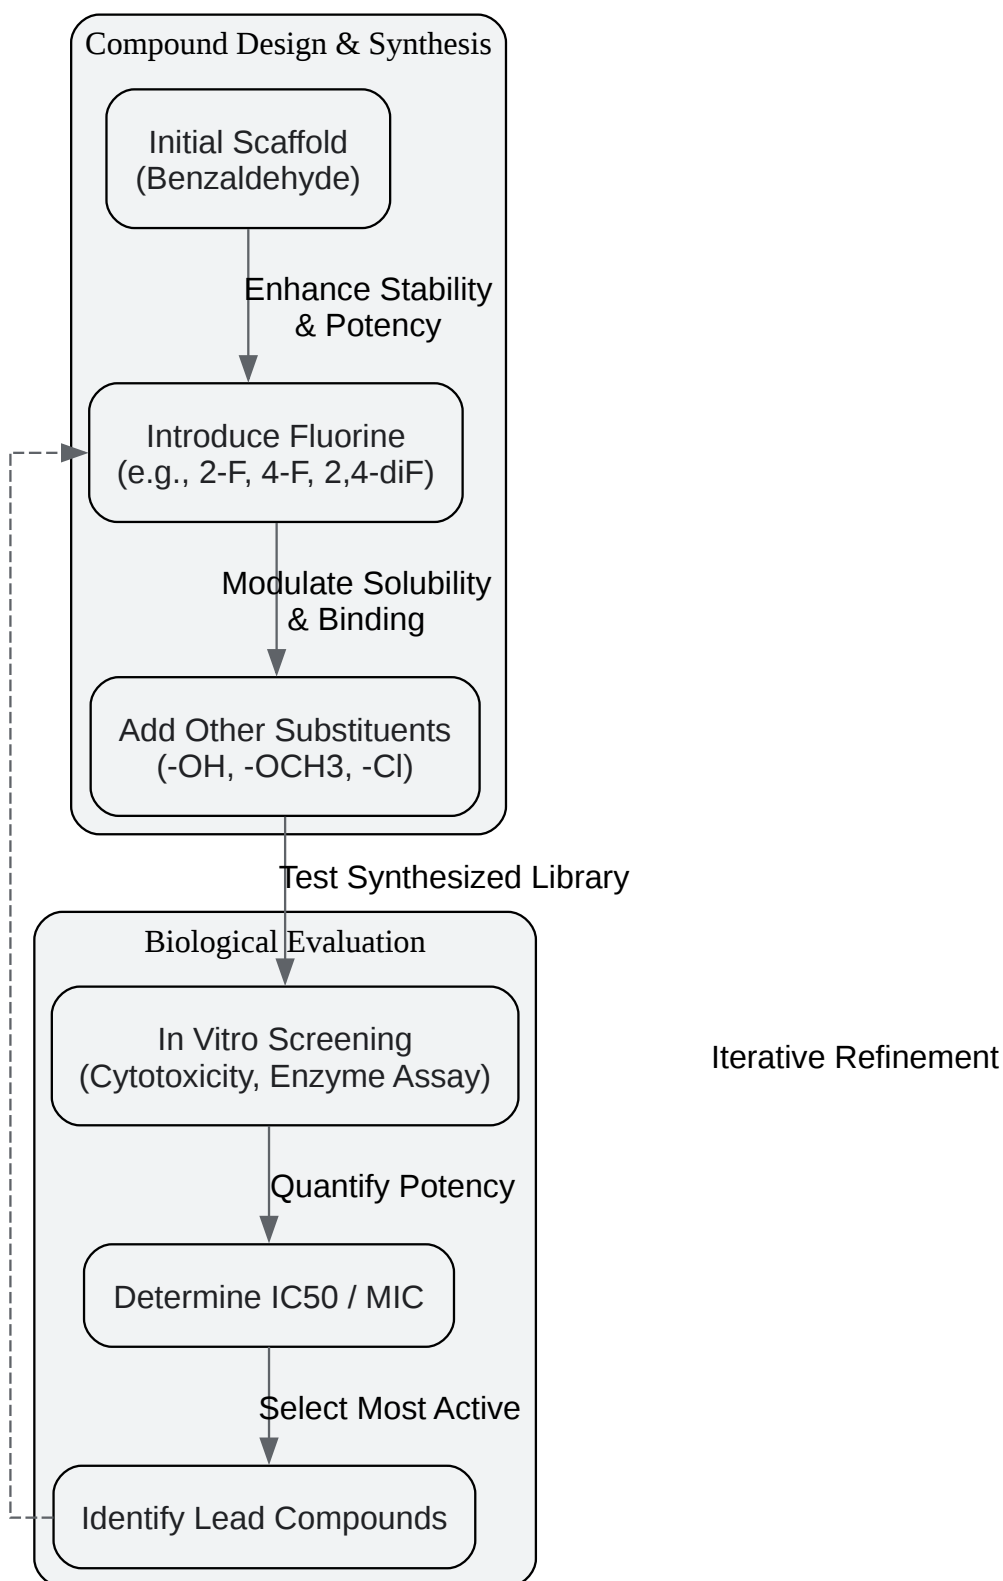 Compound Design & Synthesis
Initial Scaffold
(Benzaldehyde)
Enhance Stability
& Potency
Introduce Fluorine
(e.g., 2-F, 4-F, 2,4-diF)
Modulate Solubility
& Binding
Add Other Substituents
(-OH, -OCH3, -Cl)
Test Synthesized Library
Biological Evaluation
In Vitro Screening
(Cytotoxicity, Enzyme Assay)
Iterative Refinement
Quantify Potency
Determine IC50 / MIC
Select Most Active
Identify Lead Compounds